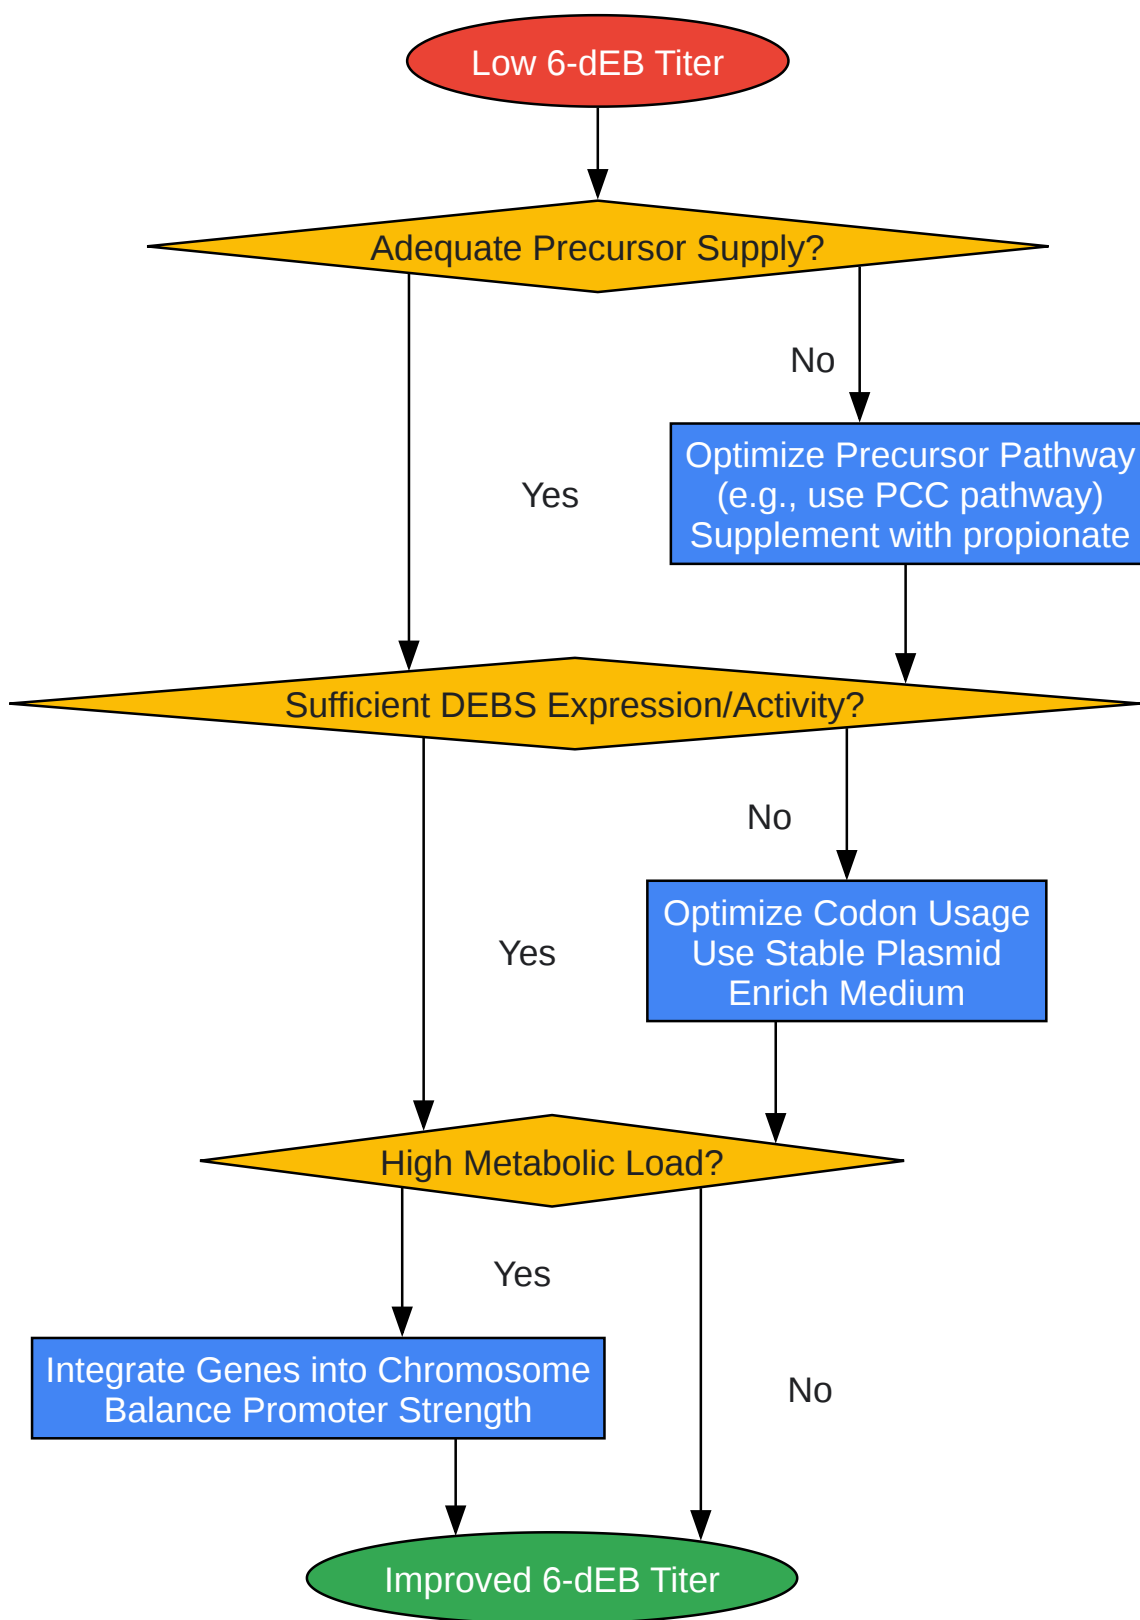 Low 6-dEB Titer
Adequate Precursor Supply?
No
Optimize Precursor Pathway
(e.g., use PCC pathway)
Supplement with propionate
Yes
Sufficient DEBS Expression/Activity?
No
Optimize Codon Usage
Use Stable Plasmid
Enrich Medium
Yes
High Metabolic Load?
Yes
Integrate Genes into Chromosome
Balance Promoter Strength
No
Improved 6-dEB Titer